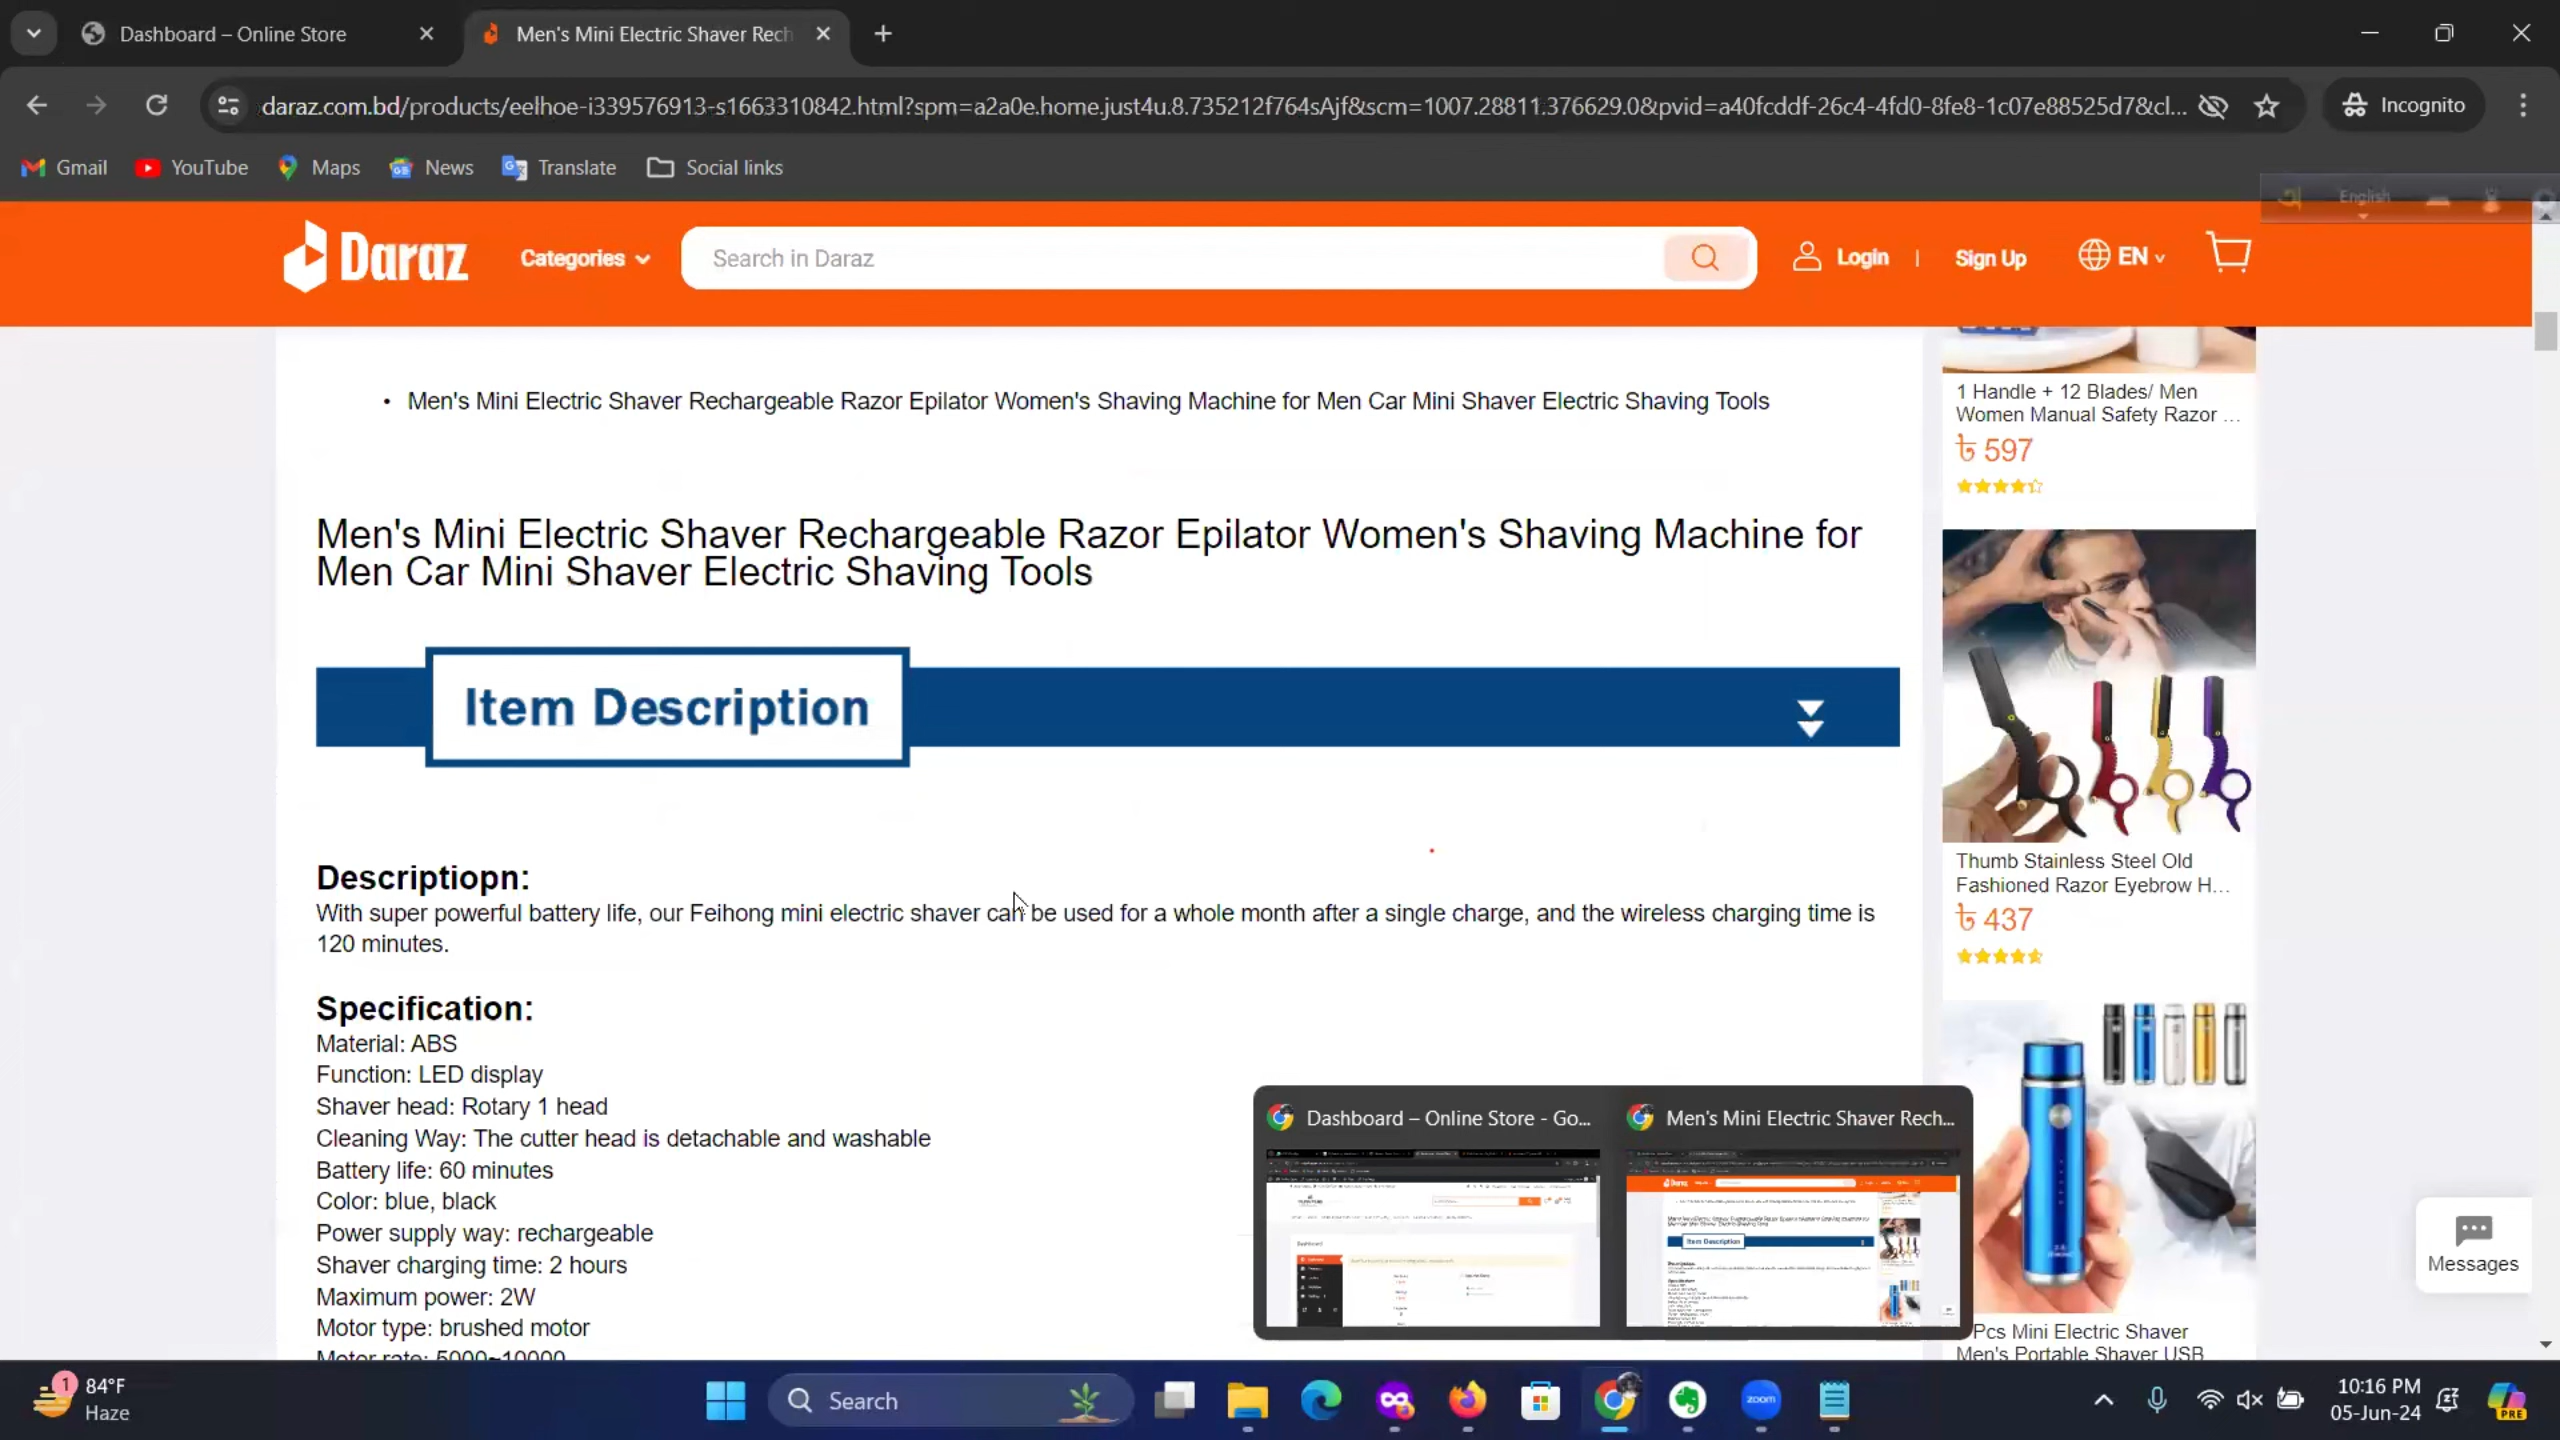 Dashboard – Online Store
Men's Mini Electric Shaver Rech
daraz.com.bd/products/eelhoe-i339576913-s1663310842.html?spm=a2a0e.home.just4u.8.735212f764sAjf&scm=1007.28811.376629.0&pvid=a40fcddf-26c4-4fd0-8fe8-1c07e88525d7&cl...
Incognito
Gmail
YouTube
Maps
News
Translate
Social links
English
Daraz
Categories
Search in Daraz
Login
Sign Up
EN
• Men's Mini Electric Shaver Rechargeable Razor Epilator Women's Shaving Machine for Men Car Mini Shaver Electric Shaving Tools
Men's Mini Electric Shaver Rechargeable Razor Epilator Women's Shaving Machine for
Men Car Mini Shaver Electric Shaving Tools
Item Description
Descriptiopn:
With super powerful battery life, our Feihong mini electric shaver can be used for a whole month after a single charge, and the wireless charging time is
120 minutes.
Specification:
Material: ABS
Function: LED display
Shaver head: Rotary 1 head
Cleaning Way: The cutter head is detachable and washable
Battery life: 60 minutes
Color: blue, black
Power supply way: rechargeable
Shaver charging time: 2 hours
Maximum power: 2W
Motor type: brushed motor
Motor rate: 5000~10000
1 Handle + 12 Blades/ Men
Women Manual Safety Razor ...
৳ 597
Thumb Stainless Steel Old
Fashioned Razor Eyebrow H...
৳ 437
Pcs Mini Electric Shaver
Men's Portable Shaver USB
Messages
Dashboard – Online Store - Go...
Men's Mini Electric Shaver Rech...
Item Description
1
84°F
Haze
Search
zoom
10:16 PM
05-Jun-24
PRE